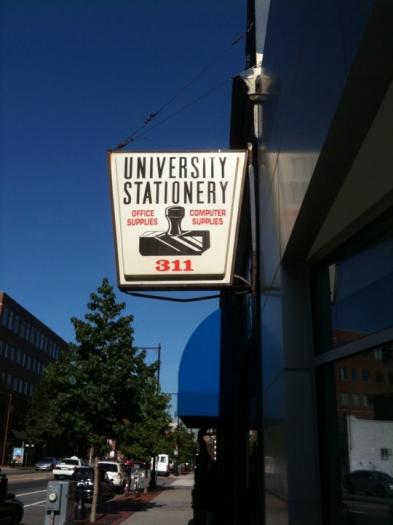 UNIVERSITY
STATIONERY
OFFICE COMPUTER
SUPPLIES SUPPLIES
311